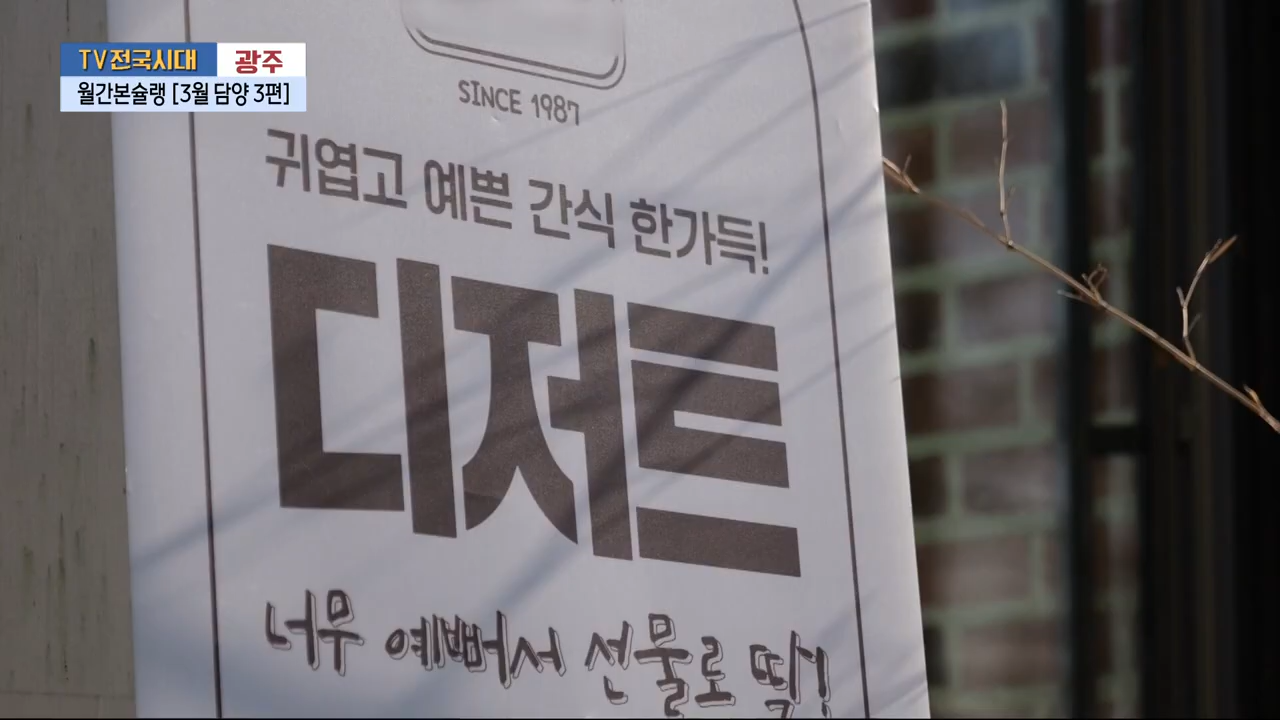 TV전국시대 광주
월간본슐랭 [3월 담양 3편]
SINCE 1987
귀엽고 예쁜 간식 한가득!
디저트
너무 예뻐서 선물로 딱!